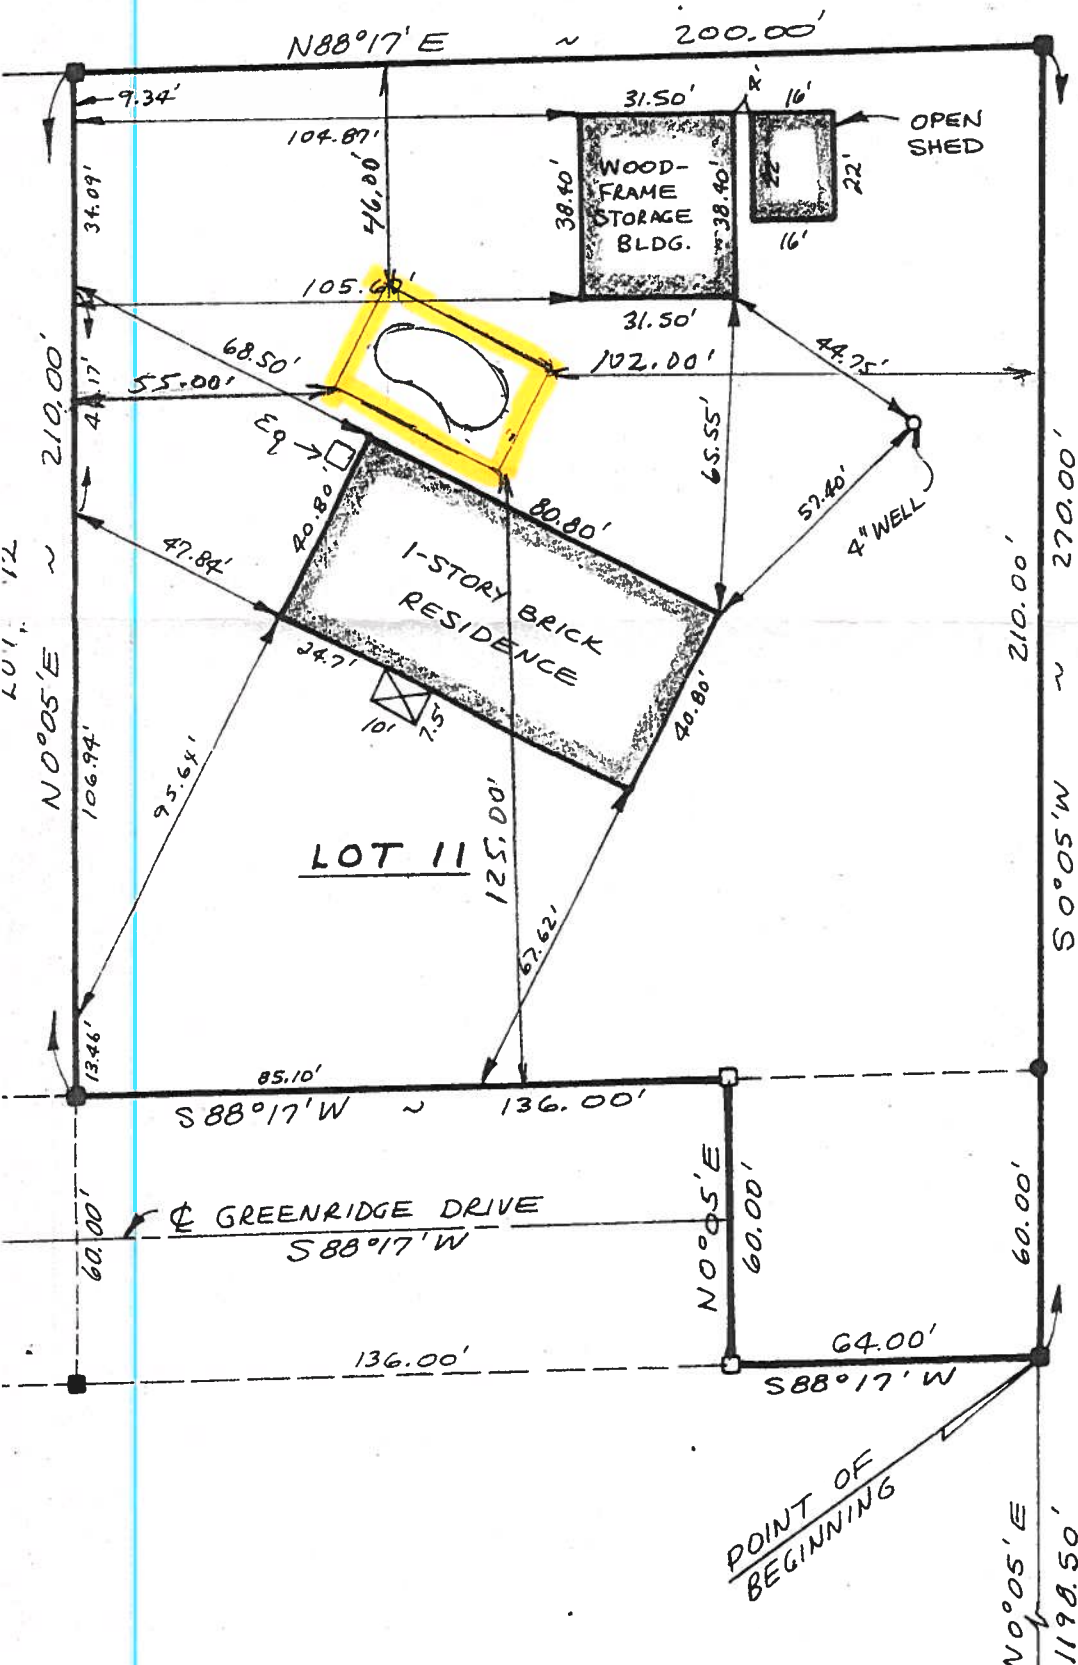 N88°17'E ~ 200.00'
9.34'
104.87'
46.00'
34.09'
31.50'
4'
16'
OPEN
SHED
WOOD-
FRAME
STORAGE
BLDG.
38.40'
38.40'
22'
22'
16'
31.50'
105.60'
68.50'
55.00'
102.00'
44.75'
65.55'
57.40'
4" WELL
Eq
40.80'
80.80'
1-STORY BRICK
RESIDENCE
47.84'
24.7'
10'
7.5
40.80'
N0°05'E ~ 210.00'
106.94'
95.64'
LOT 11
125.00'
67.62'
210.00'
S0°05'W ~ 270.00'
13.46'
85.10'
S88°17'W ~ 136.00'
60.00'
℄ GREENRIDGE DRIVE
S88°17'W
N0°05'E
60.00'
60.00'
136.00'
64.00'
S88°17'W
POINT OF
BEGINNING
N0°05'E
1198.50'